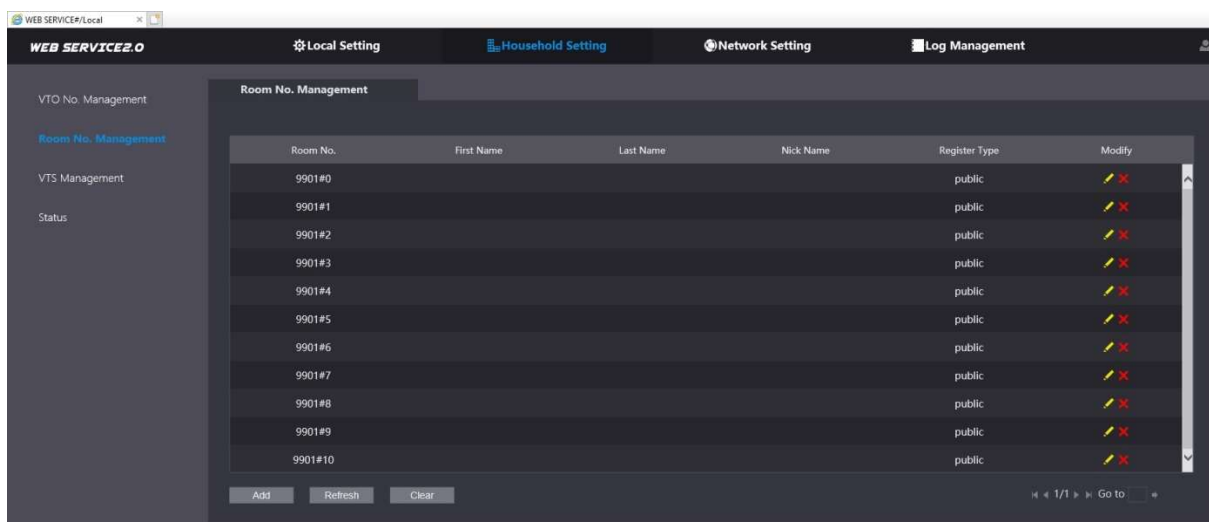 WEB SERVICE#/Local
WEB SERVICE2.0 Local Setting Household Setting Network Setting Log Management
VTO No. Management
Room No. Management
VTS Management
Status
Room No. Management
Room No. First Name Last Name Nick Name Register Type Modify
9901#0 public
9901#1 public
9901#2 public
9901#3 public
9901#4 public
9901#5 public
9901#6 public
9901#7 public
9901#8 public
9901#9 public
9901#10 public
Add Refresh Clear 1/1 Go to